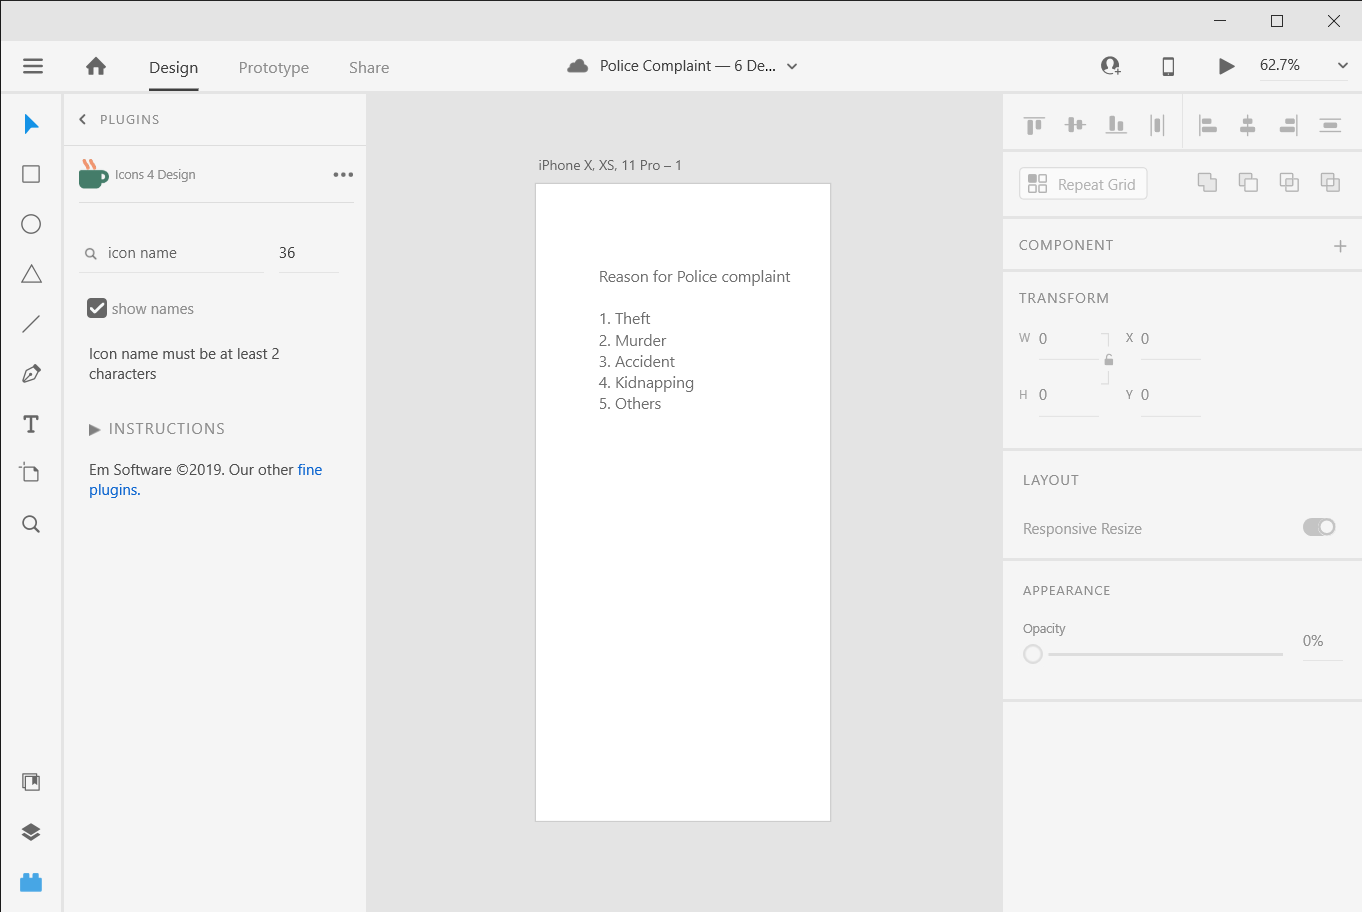 Design
Prototype
Share
Police Complaint — 6 De...
62.7%
PLUGINS
Icons 4 Design
icon name
36
show names
Icon name must be at least 2
characters
INSTRUCTIONS
Em Software ©2019. Our other fine
plugins.
iPhone X, XS, 11 Pro – 1
Reason for Police complaint
1. Theft
2. Murder
3. Accident
4. Kidnapping
5. Others
Repeat Grid
COMPONENT
TRANSFORM
W 0 X 0
H 0 Y 0
LAYOUT
Responsive Resize
APPEARANCE
Opacity
0%